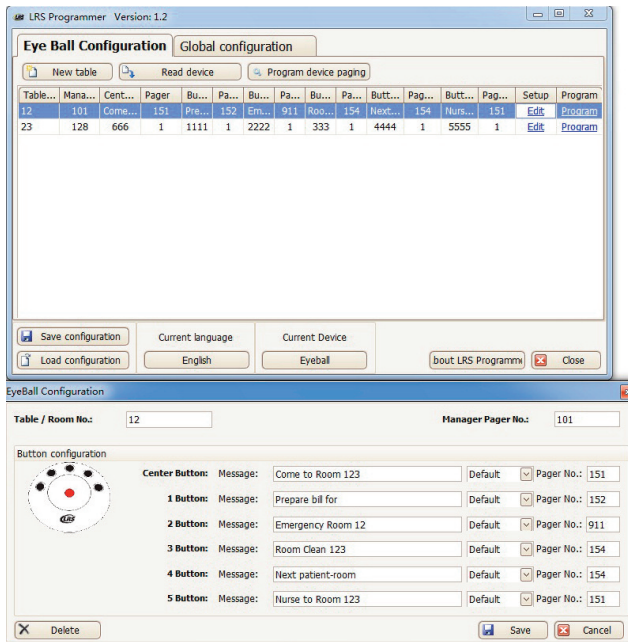 LRS Programmer Version: 1.2
Eye Ball Configuration Global configuration
New table Read device Program device paging
Table... Mana... Cent... Pager Bu... Pa... Bu... Pa... Bu... Pa... Butt... Pag... Butt... Pag... Setup Program
12 101 Come... 151 Pre... 152 Em... 911 Roo... 154 Next... 154 Nurs... 151 Edit Program
23 128 666 1 1111 1 2222 1 333 1 4444 1 5555 1 Edit Program
Save configuration Current language Current Device
Load configuration English Eyeball bout LRS Programm Close
EyeBall Configuration
Table / Room No.: 12 Manager Pager No.: 101
Button configuration
Center Button: Message: Come to Room 123 Default Pager No.: 151
1 Button: Message: Prepare bill for Default Pager No.: 152
2 Button: Message: Emergency Room 12 Default Pager No.: 911
LRS
3 Button: Message: Room Clean 123 Default Pager No.: 154
4 Button: Message: Next patient-room Default Pager No.: 154
5 Button: Message: Nurse to Room 123 Default Pager No.: 151
Delete Save Cancel